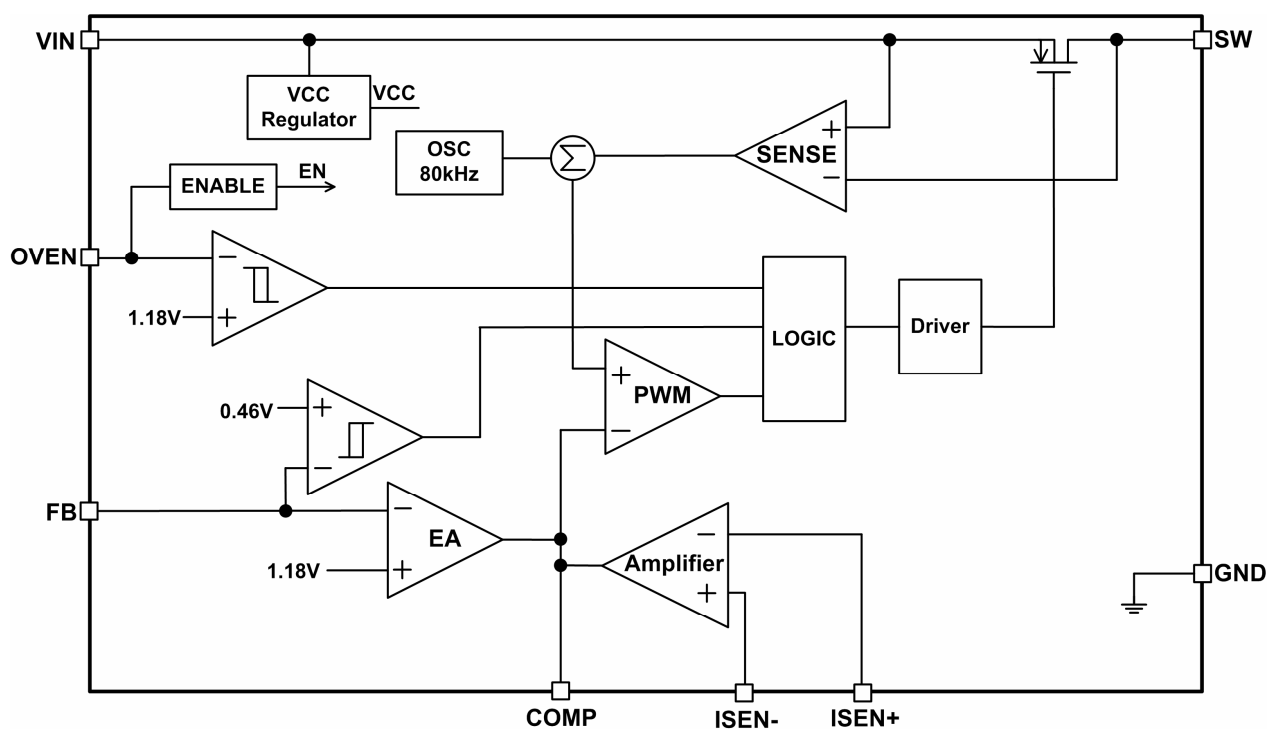 VIN
SW
VCC
Regulator
VCC
OSC
80kHz
Σ
+
SENSE
−
ENABLE
EN
OVEN
−
1.18V
+
LOGIC
Driver
+
PWM
−
0.46V
+
−
FB
−
EA
1.18V
+
−
Amplifier
+
GND
COMP
ISEN-
ISEN+